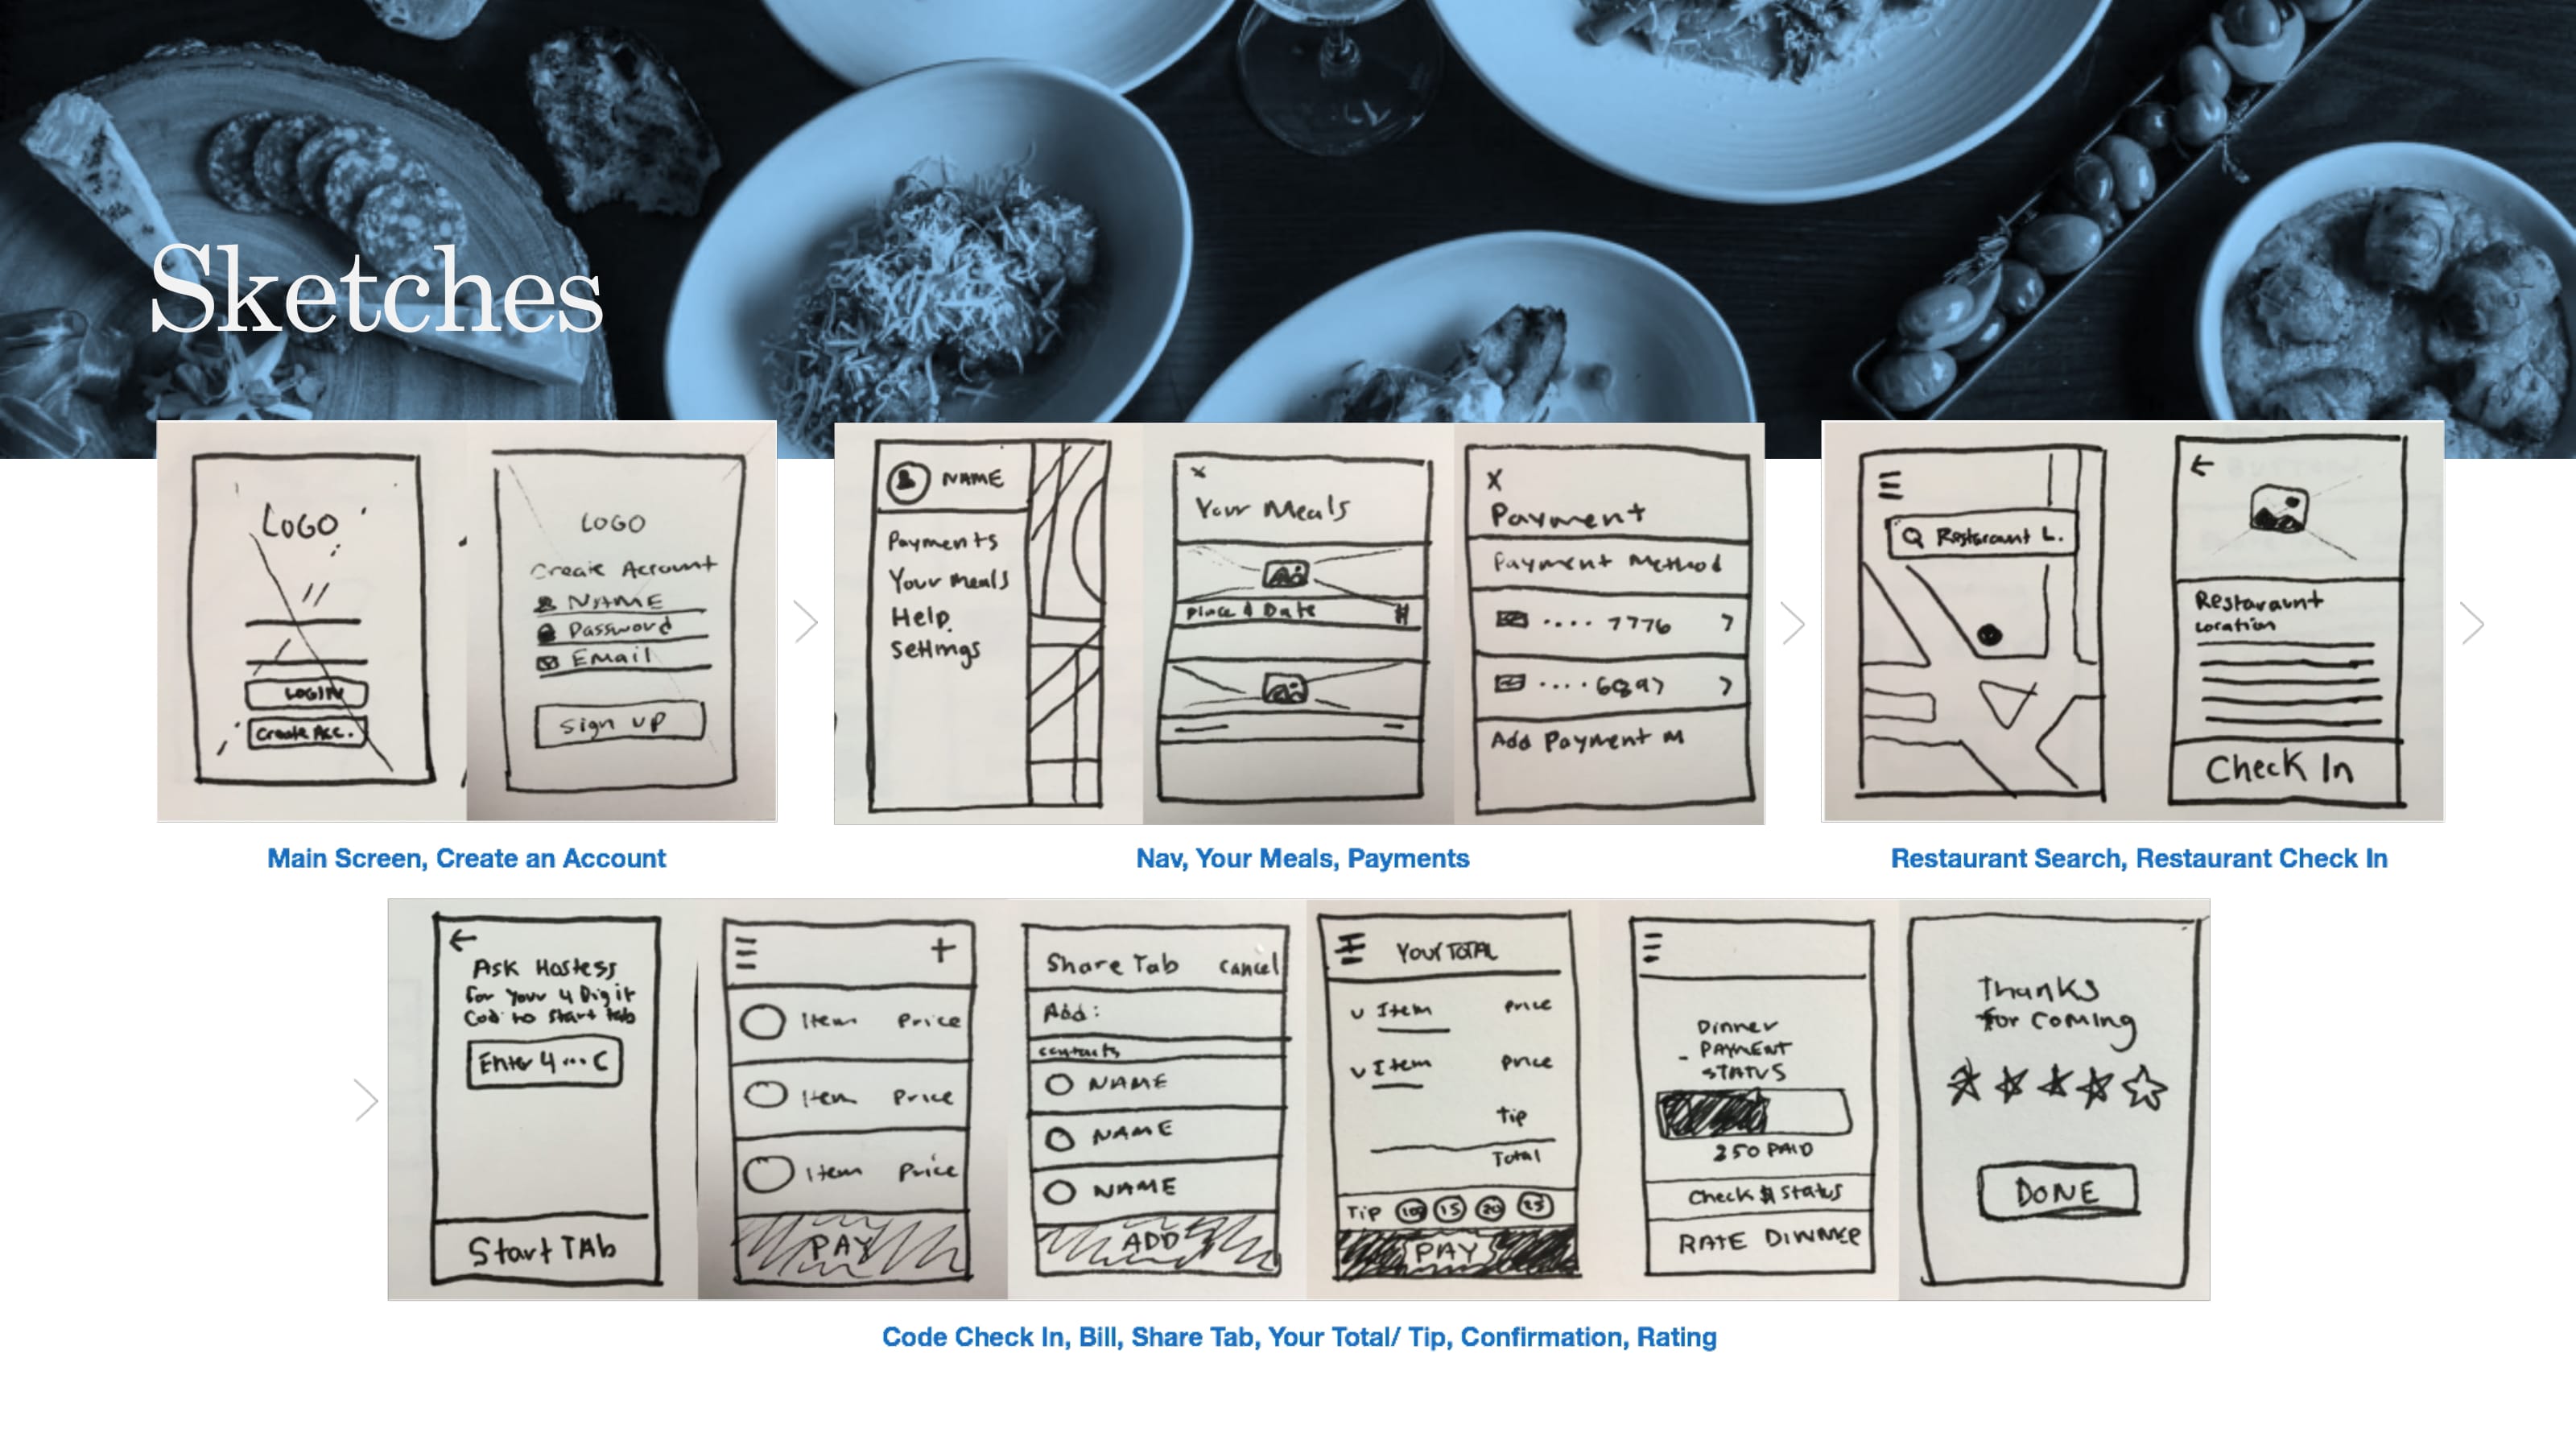 Sketches
LOGO
LOGIN
Create Acc.
LOGO
Create Account
NAME
Password
Email
Sign up
Main Screen, Create an Account
NAME
Payments
Your meals
Help
Settings
X
Your Meals
Place & Date
X
Payment
Payment Method
.... 7776
.... 6897
Add Payment M
Nav, Your Meals, Payments
Restaraunt L.
Restaraunt
Location
Check In
Restaurant Search, Restaurant Check In
Ask Hostess
for your 4 Digit
Cod to start tab
Enter 4 ... C
Start TAb
+
Item Price
Item Price
Item Price
PAY
Share Tab Cancel
Add:
contacts
NAME
NAME
NAME
ADD
Your TOTAL
Item Price
Item Price
Tip
Total
Tip 15 20 25
PAY
Dinner
- PAYMENT
STATUS
250 PAID
Check $ Status
RATE DINNER
Thanks
for coming
DONE
Code Check In, Bill, Share Tab, Your Total/ Tip, Confirmation, Rating